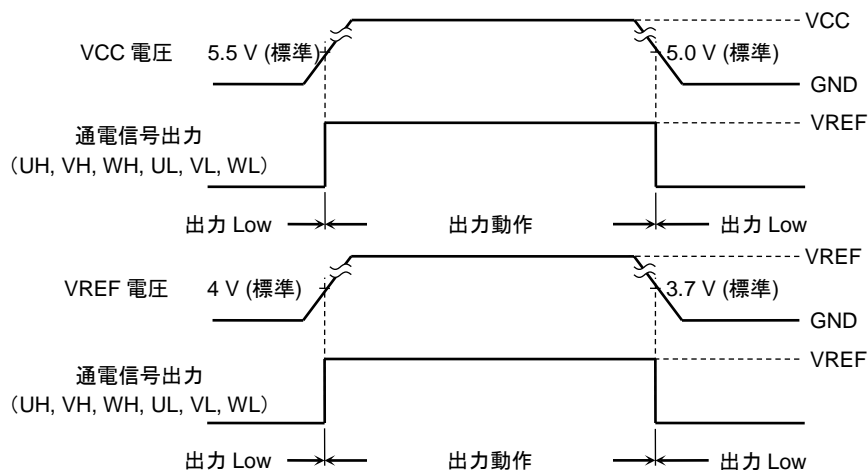 VCC
VCC 電圧 5.5 V (標準) 5.0 V (標準)
GND
VREF
通電信号出力
(UH, VH, WH, UL, VL, WL)
出力 Low 出力動作 出力 Low
VREF
VREF 電圧 4 V (標準) 3.7 V (標準)
GND
VREF
通電信号出力
(UH, VH, WH, UL, VL, WL)
出力 Low 出力動作 出力 Low